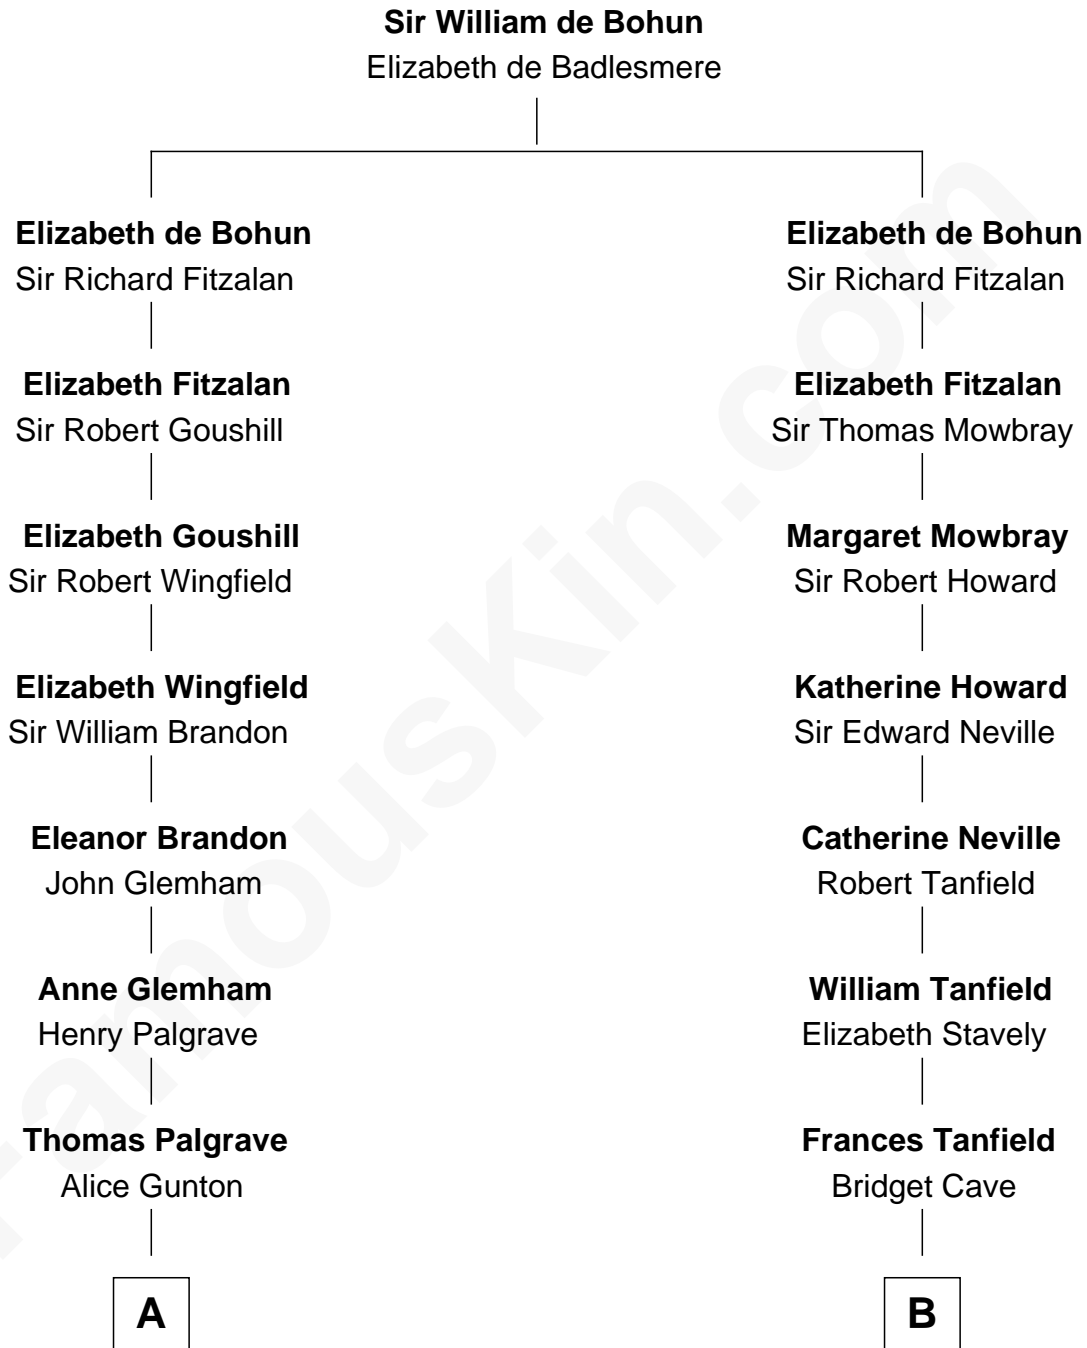 Sir William de Bohun
Elizabeth de Badlesmere
Elizabeth de Bohun
Sir Richard Fitzalan
Elizabeth de Bohun
Sir Richard Fitzalan
Elizabeth Fitzalan
Sir Robert Goushill
Elizabeth Fitzalan
Sir Thomas Mowbray
Elizabeth Goushill
Sir Robert Wingfield
Margaret Mowbray
Sir Robert Howard
Elizabeth Wingfield
Sir William Brandon
Katherine Howard
Sir Edward Neville
Eleanor Brandon
John Glemham
Catherine Neville
Robert Tanfield
Anne Glemham
Henry Palgrave
William Tanfield
Elizabeth Stavely
Thomas Palgrave
Alice Gunton
Frances Tanfield
Bridget Cave
A
B
FamousKin.com